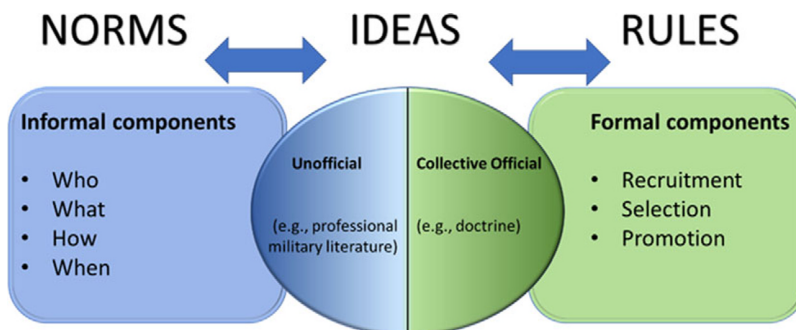 NORMS
IDEAS
RULES
Informal components
• Who
• What
• How
• When
Unofficial
(e.g., professional
military literature)
Collective Official
(e.g., doctrine)
Formal components
• Recruitment
• Selection
• Promotion